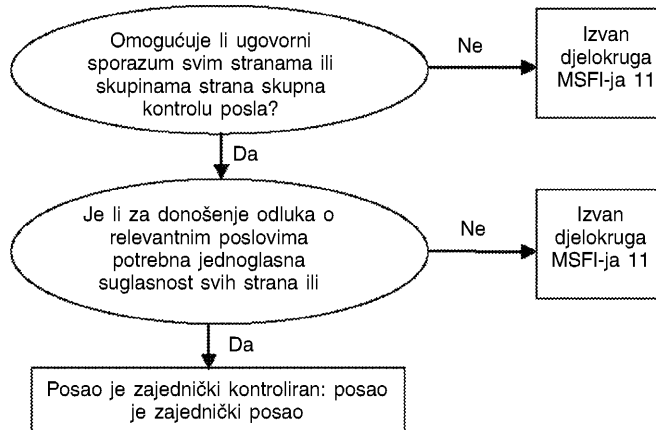 Omogućuje li ugovorni
sporazum svim stranama ili
skupinama strana skupna
kontrolu posla?
Ne
Izvan
djelokruga
MSFI-ja 11
Da
Je li za donošenje odluka o
relevantnim poslovima
potrebna jednoglasna
suglasnost svih strana ili
Ne
Izvan
djelokruga
MSFI-ja 11
Da
Posao je zajednički kontroliran: posao
je zajednički posao